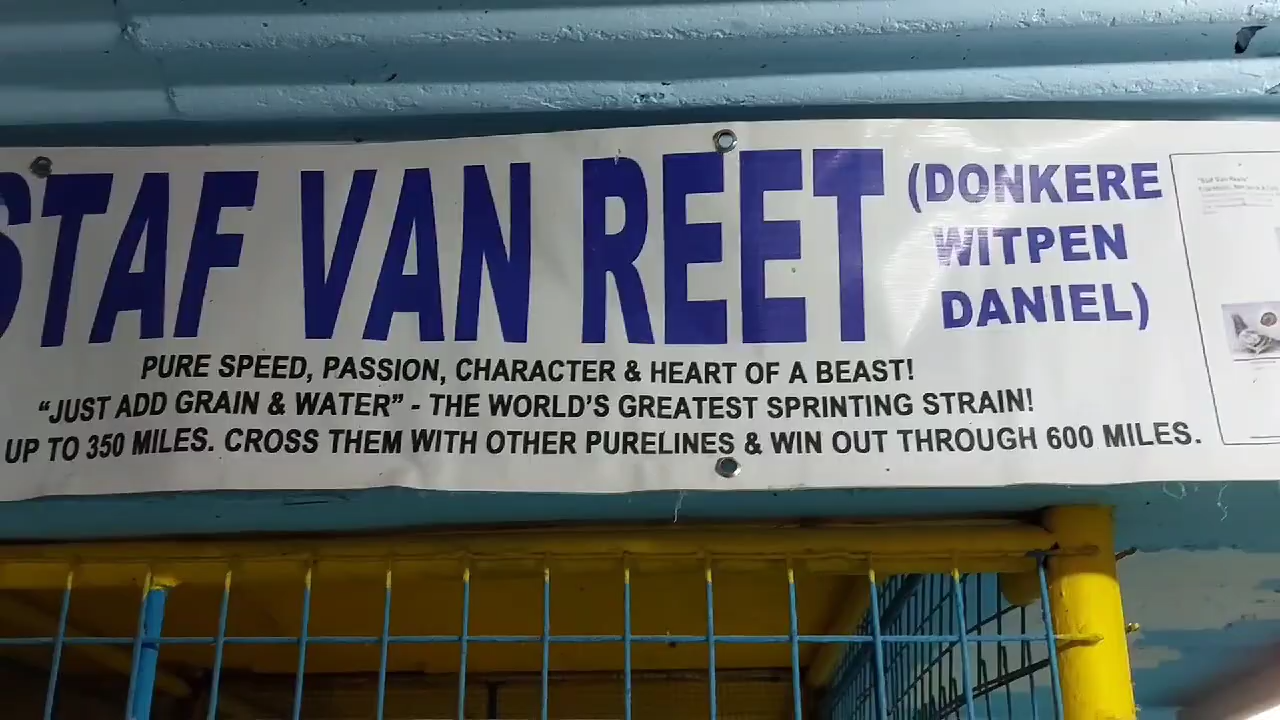 STAF VAN REET
(DONKERE
WITPEN
DANIEL)
PURE SPEED, PASSION, CHARACTER & HEART OF A BEAST!
“JUST ADD GRAIN & WATER” - THE WORLD’S GREATEST SPRINTING STRAIN!
UP TO 350 MILES. CROSS THEM WITH OTHER PURELINES & WIN OUT THROUGH 600 MILES.